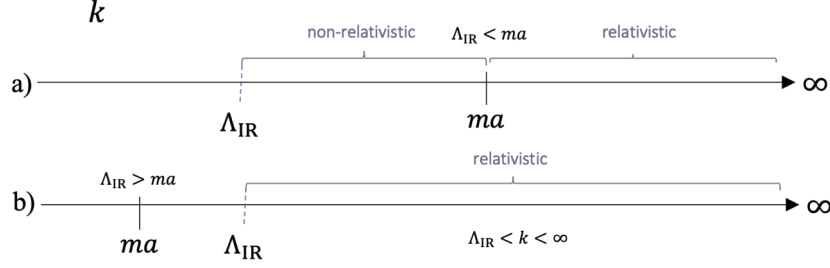 k
non-relativistic Λ_IR < ma relativistic
a) ∞
Λ_IR ma
relativistic
Λ_IR > ma
b) ∞
ma Λ_IR Λ_IR < k < ∞